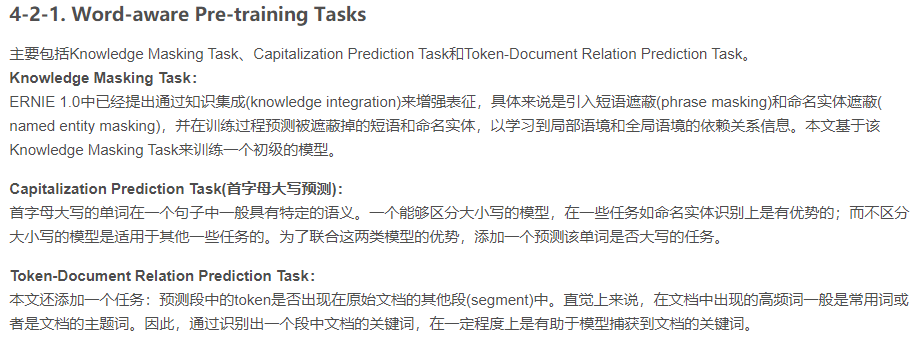 4-2-1. Word-aware Pre-training Tasks
主要包括Knowledge Masking Task、Capitalization Prediction Task和Token-Document Relation Prediction Task。
Knowledge Masking Task：
ERNIE 1.0中已经提出通过知识集成(knowledge integration)来增强表征，具体来说是引入短语遮蔽(phrase masking)和命名实体遮蔽(
named entity masking)，并在训练过程预测被遮蔽掉的短语和命名实体，以学习到局部语境和全局语境的依赖关系信息。本文基于该
Knowledge Masking Task来训练一个初级的模型。
Capitalization Prediction Task(首字母大写预测)：
首字母大写的单词在一个句子中一般具有特定的语义。一个能够区分大小写的模型，在一些任务如命名实体识别上是有优势的；而不区分
大小写的模型是适用于其他一些任务的。为了联合这两类模型的优势，添加一个预测该单词是否大写的任务。
Token-Document Relation Prediction Task：
本文还添加一个任务：预测段中的token是否出现在原始文档的其他段(segment)中。直觉上来说，在文档中出现的高频词一般是常用词或
者是文档的主题词。因此，通过识别出一个段中文档的关键词，在一定程度上是有助于模型捕获到文档的关键词。